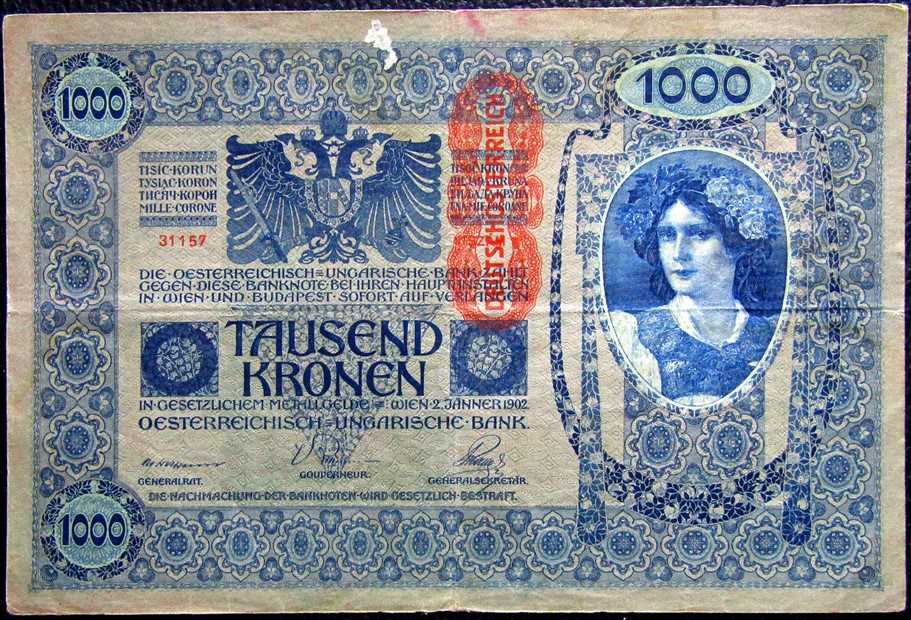 1000
1000
TISÍC·KORUN
TYSIĄC·KORON
ТИСЯЧ·КОРОН
MILLE·CORONE
31157
DEUTSCHÖSTERREICH
DIE·OESTERREICHISCH=UNGARISCHE·BANK·ZAHLT
GEGEN·DIESE·BANKNOTE·BEI·IHREN·HAUPTANSTALTEN
IN·WIEN·UND·BUDAPEST·SOFORT·AUF·VERLANGEN
TAUSEND
KRONEN
IN·GESETZLICHEM·METALLGELDE=WIEN·2.JÄNNER 1902
OESTERREICHISCH=UNGARISCHE·BANK.
GENERALRAT.
GOUVERNEUR.
GENERALSEKRETÄR.
DIE·NACHMACHUNG·DER·BANKNOTEN·WIRD·GESETZLICH·BESTRAFT.
1000